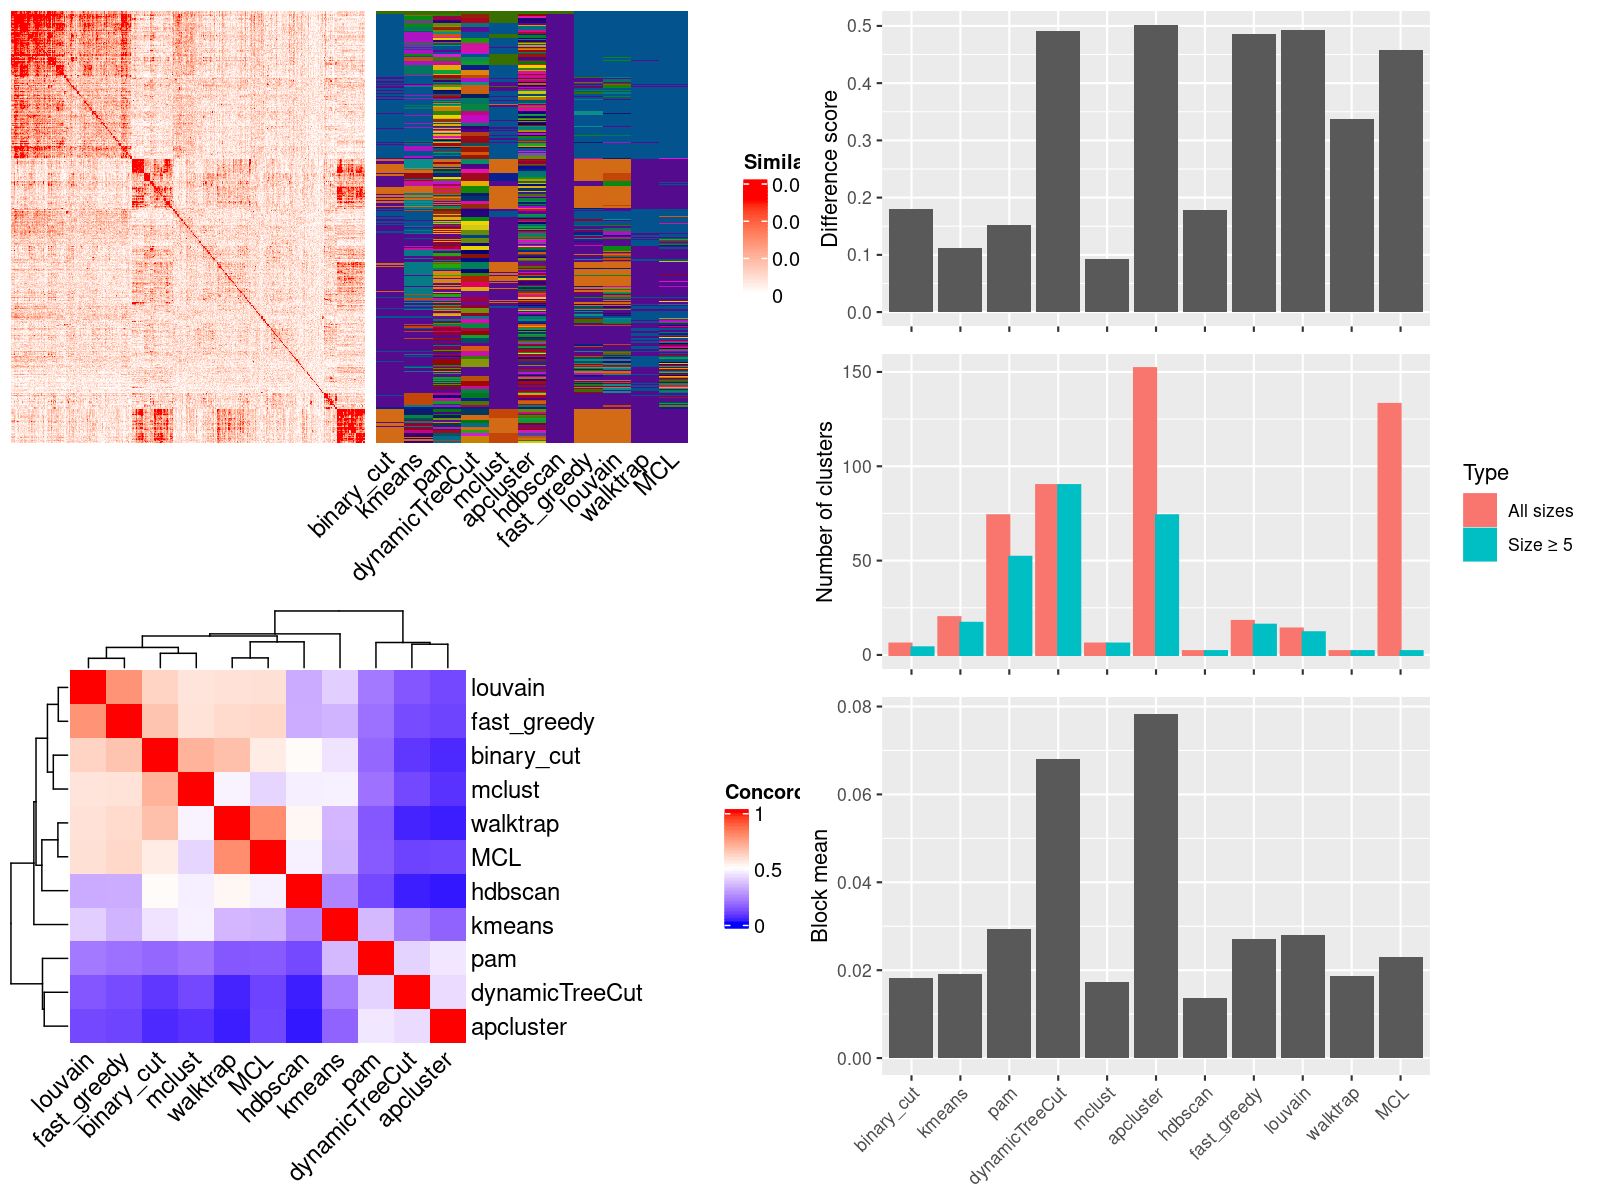 Simila
0.0
0.0
0.0
0
binary_cut
kmeans
pam
dynamicTreeCut
mclust
apcluster
hdbscan
fast_greedy
louvain
walktrap
MCL
louvain
fast_greedy
binary_cut
mclust
walktrap
MCL
hdbscan
kmeans
pam
dynamicTreeCut
apcluster
louvain
fast_greedy
binary_cut
mclust
walktrap
MCL
hdbscan
kmeans
pam
dynamicTreeCut
apcluster
Concord
1
0.5
0
Difference score
0.5
0.4
0.3
0.2
0.1
0.0
Number of clusters
150
100
50
0
Type
All sizes
Size ≥ 5
Block mean
0.08
0.06
0.04
0.02
0.00
binary_cut
kmeans
pam
dynamicTreeCut
mclust
apcluster
hdbscan
fast_greedy
louvain
walktrap
MCL